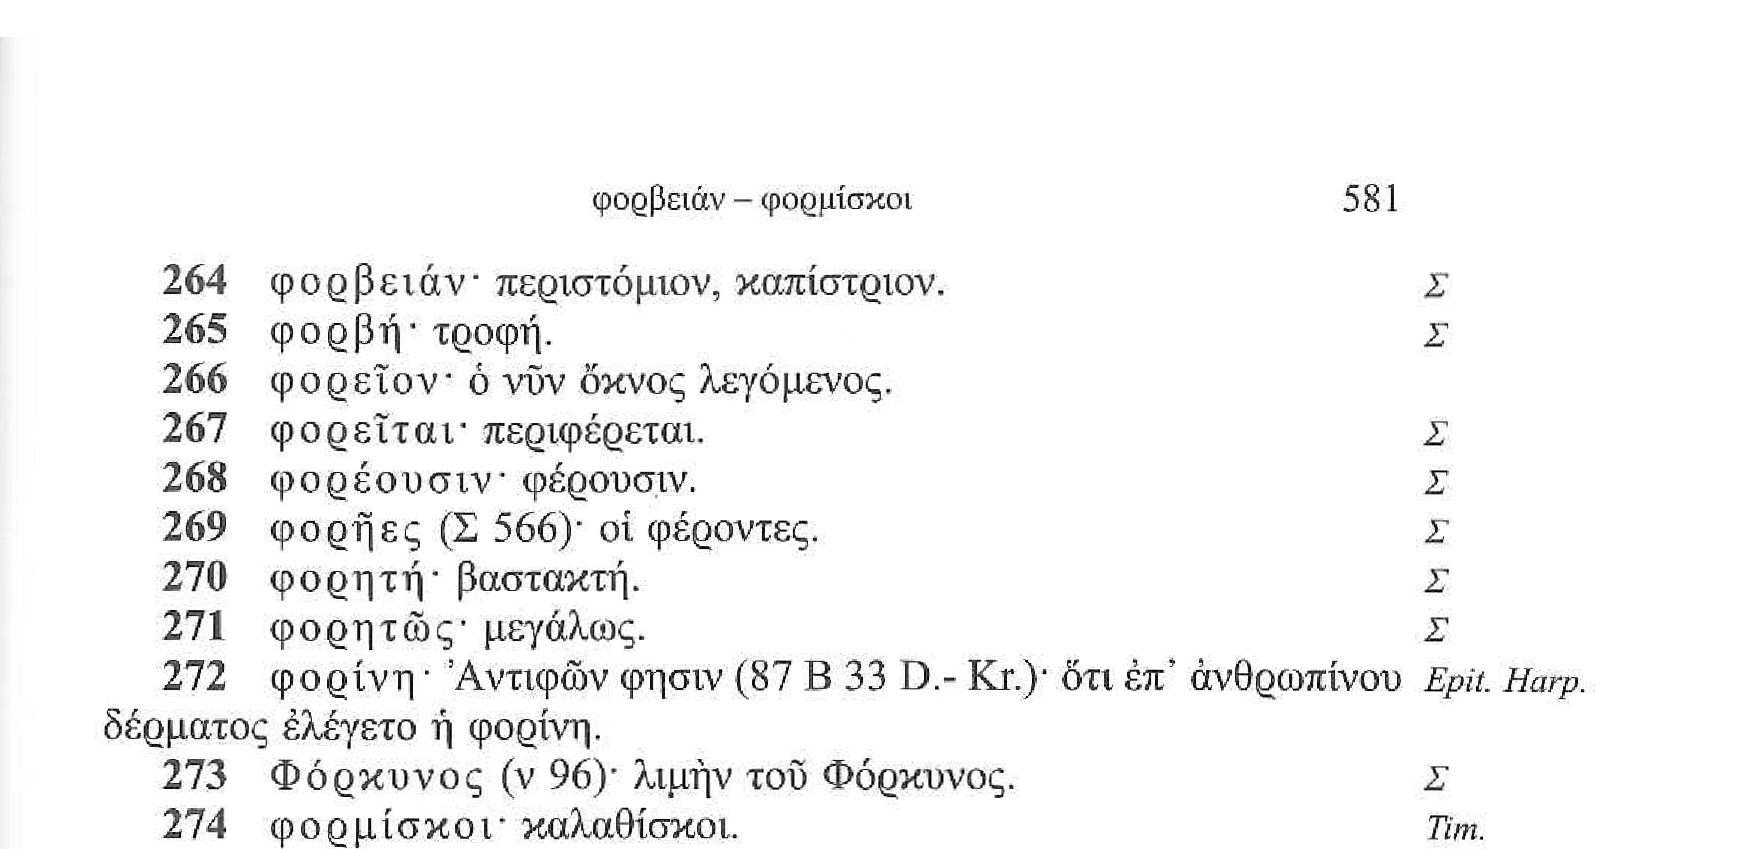 φορβειάν – φορμίσκοι 581
264 φορβειάν· περιστόμιον, καπίστριον. Σ
265 φορβή· τροφή. Σ
266 φορεῖον· ὁ νῦν ὄκνος λεγόμενος.
267 φορεῖται· περιφέρεται. Σ
268 φορέουσιν· φέρουσιν. Σ
269 φορῆες (Σ 566)· οἱ φέροντες. Σ
270 φορητή· βαστακτή. Σ
271 φορητῶς· μεγάλως. Σ
272 φορίνη· Ἀντιφῶν φησιν (87 B 33 D.- Kr.)· ὅτι ἐπ’ ἀνθρωπίνου Epit. Harp.
δέρματος ἐλέγετο ἡ φορίνη.
273 Φόρκυνος (ν 96)· λιμὴν τοῦ Φόρκυνος. Σ
274 φορμίσκοι· καλαθίσκοι. Tim.